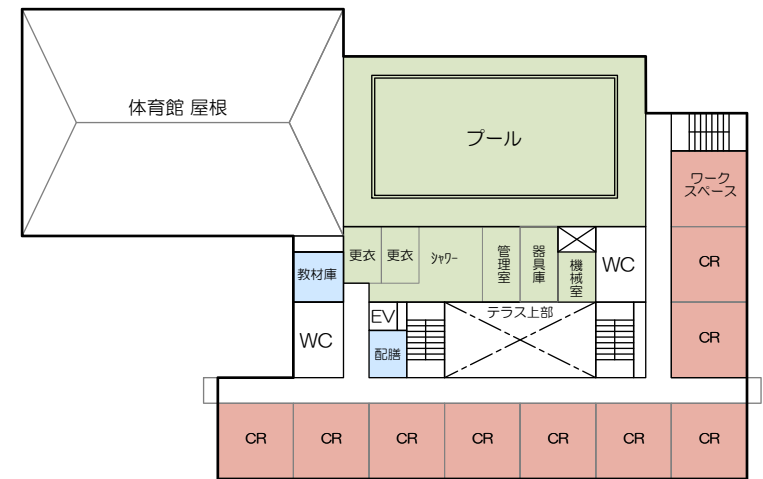 体育館 屋根
プール
ワーク
スペース
更衣
更衣
ｼｬﾜｰ
管理室
器具庫
機械室
WC
CR
教材庫
EV
テラス上部
WC
配膳
CR
CR
CR
CR
CR
CR
CR
CR